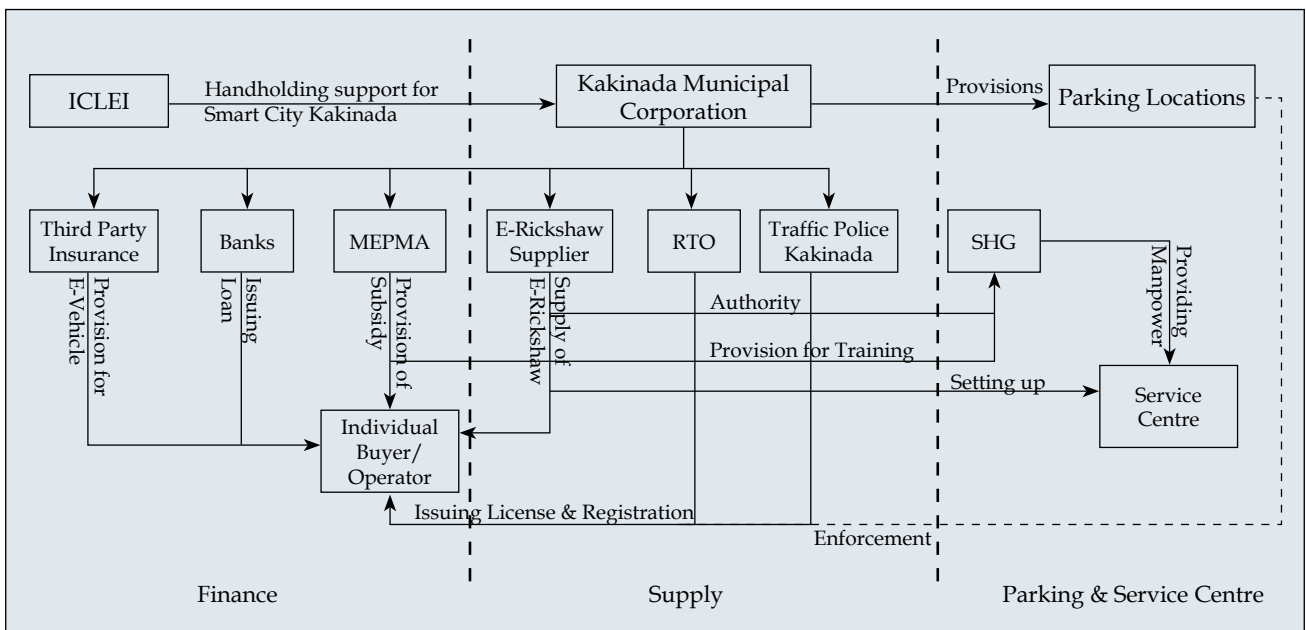 ICLEI
Handholding support for
Smart City Kakinada
Kakinada Municipal
Corporation
Provisions
Parking Locations
Third Party
Insurance
Banks
MEPMA
E-Rickshaw
Supplier
RTO
Traffic Police
Kakinada
SHG
Provision for
E-Vehicle
Issuing
Loan
Provision of
Subsidy
Supply of
E-Rickshaw
Authority
Providing
Manpower
Provision for Training
Setting up
Service
Centre
Individual
Buyer/
Operator
Issuing License & Registration
Enforcement
Finance
Supply
Parking & Service Centre